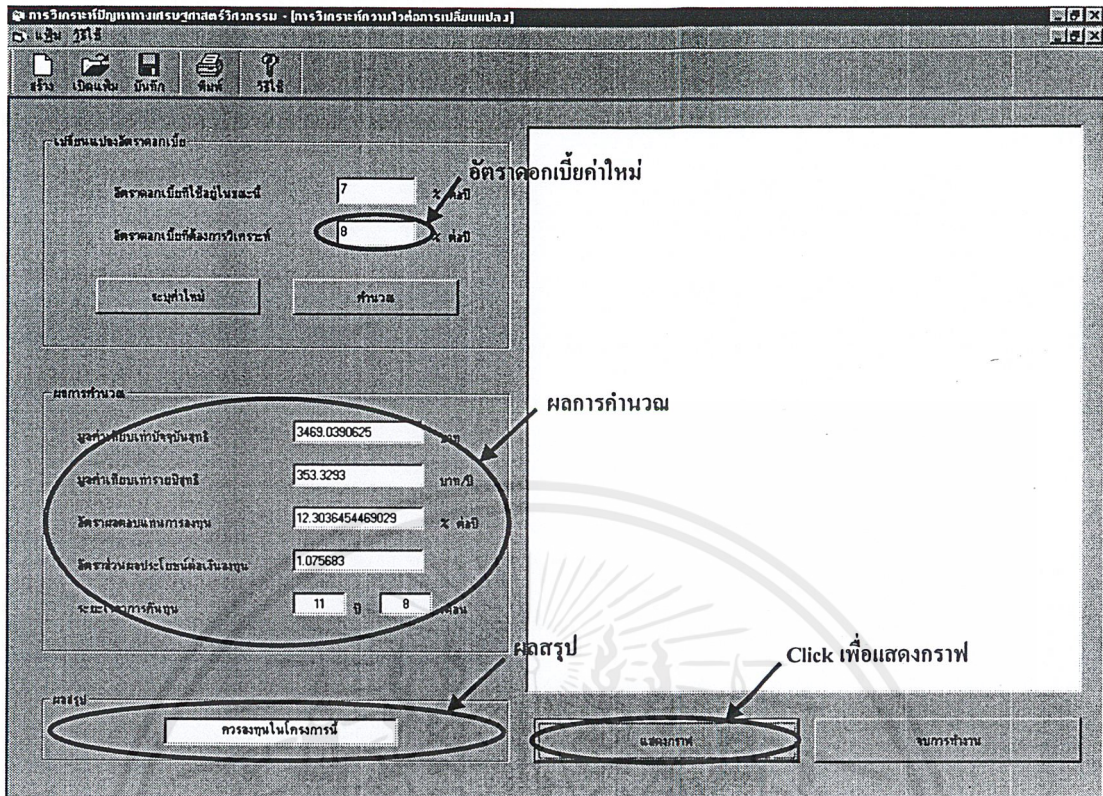 การวิเคราะห์ปัญหาทางเศรษฐศาสตร์วิศวกรรม - [การวิเคราะห์ความไวต่อการเปลี่ยนแปลง]
แฟ้ม วิธีใช้
สร้าง เปิดแฟ้ม บันทึก พิมพ์ วิธีใช้
เปลี่ยนแปลงอัตราดอกเบี้ย
อัตราดอกเบี้ยค่าใหม่
อัตราดอกเบี้ยที่ใช้อยู่ในขณะนี้ 7 % ต่อปี
อัตราดอกเบี้ยที่ต้องการวิเคราะห์ 8 % ต่อปี
ระบุค่าใหม่ คำนวณ
ผลการคำนวณ
ผลการคำนวณ
มูลค่าเทียบเท่าปัจจุบันสุทธิ 3469.0390625 บาท
มูลค่าเทียบเท่ารายปีสุทธิ 353.3293 บาท/ปี
อัตราผลตอบแทนการลงทุน 12.3036454469029 % ต่อปี
อัตราส่วนผลประโยชน์ต่อเงินลงทุน 1.075683
ระยะเวลาการคืนทุน 11 ปี 8 เดือน
ผลสรุป
Click เพื่อแสดงกราฟ
ผลสรุป
ควรลงทุนในโครงการนี้
แสดงกราฟ จบการทำงาน